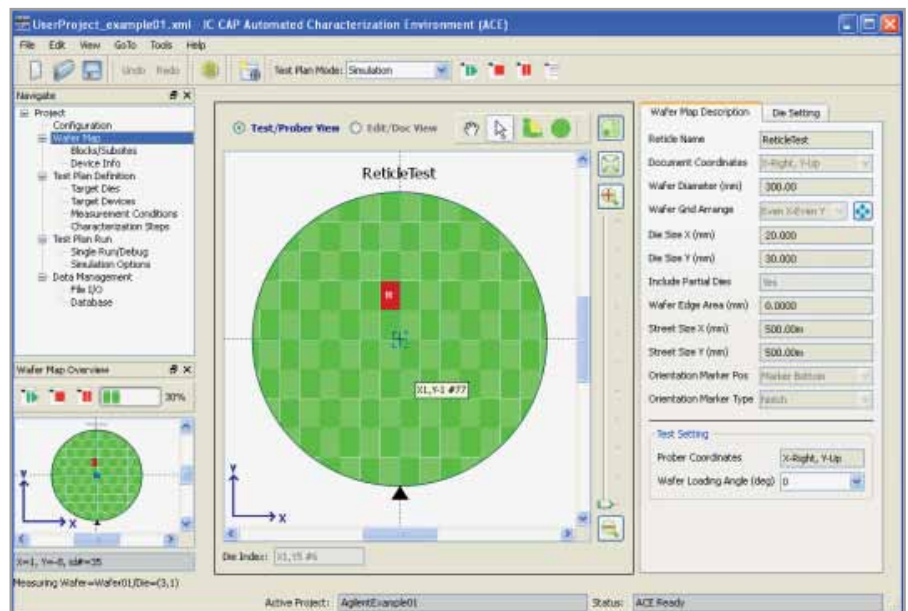 UserProject_example01.xml - IC CAP Automated Characterization Environment (ACE)
File Edit View GoTo Tools Help
Undo Redo Test Plan Mode: Simulation
Navigate
Project
Configuration
Wafer Map
Blocks/Subsites
Device Info
Test Plan Definition
Target Dies
Target Devices
Measurement Conditions
Characterization Steps
Test Plan Run
Single Run/Debug
Simulation Options
Data Management
File I/O
Database
Wafer Map Overview
30%
Y
X
X=1, Y=-8, id#=35
Measuring Wafer=Wafer01/Die=(3,1)
Test/Prober View Edit/Doc View
ReticleTest
X1,Y-1 #77
Y
X
Die Index: X1,Y5 #6
Wafer Map Description Die Setting
Reticle Name ReticleTest
Document Coordinates X-Right, Y-Up
Wafer Diameter (mm) 300.00
Wafer Grid Arrange Even X-Even Y
Die Size X (mm) 20.000
Die Size Y (mm) 30.000
Include Partial Dies Yes
Wafer Edge Area (mm) 0.0000
Street Size X (mm) 500.00m
Street Size Y (mm) 500.00m
Orientation Marker Pos Marker Bottom
Orientation Marker Type Notch
Test Setting
Prober Coordinates X-Right, Y-Up
Wafer Loading Angle (deg) 0
Active Project: AgilentExample01 Status: ACE Ready